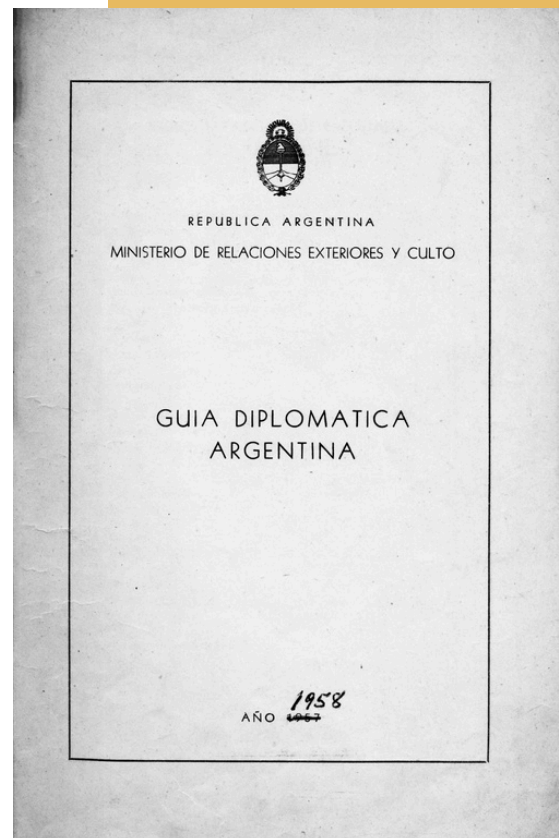 REPUBLICA ARGENTINA
MINISTERIO DE RELACIONES EXTERIORES Y CULTO
GUIA DIPLOMATICA
ARGENTINA
1958
AÑO 1957